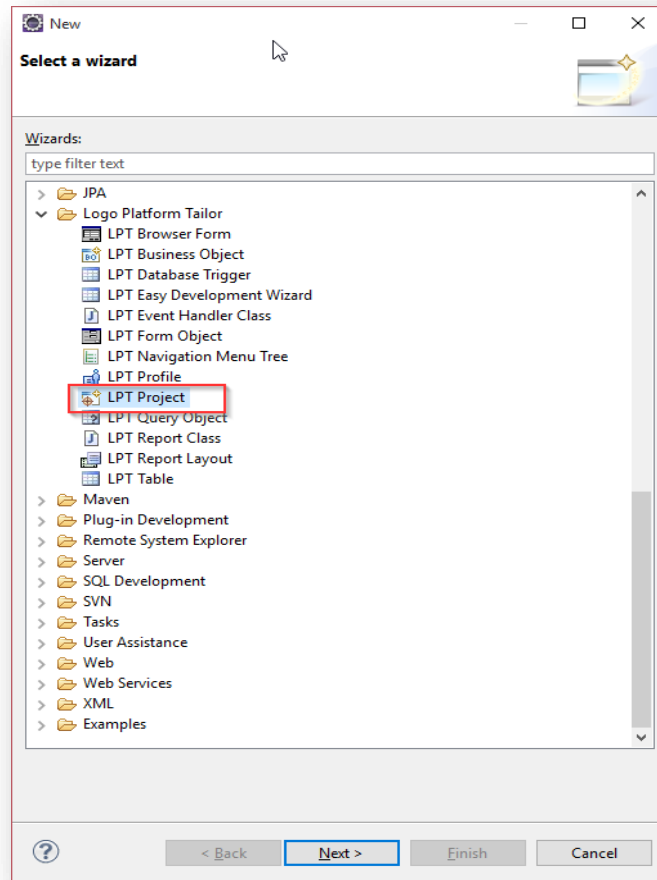 New
Select a wizard
Wizards:
type filter text
JPA
Logo Platform Tailor
LPT Browser Form
LPT Business Object
LPT Database Trigger
LPT Easy Development Wizard
LPT Event Handler Class
LPT Form Object
LPT Navigation Menu Tree
LPT Profile
LPT Project
LPT Query Object
LPT Report Class
LPT Report Layout
LPT Table
Maven
Plug-in Development
Remote System Explorer
Server
SQL Development
SVN
Tasks
User Assistance
Web
Web Services
XML
Examples
? < Back Next > Finish Cancel